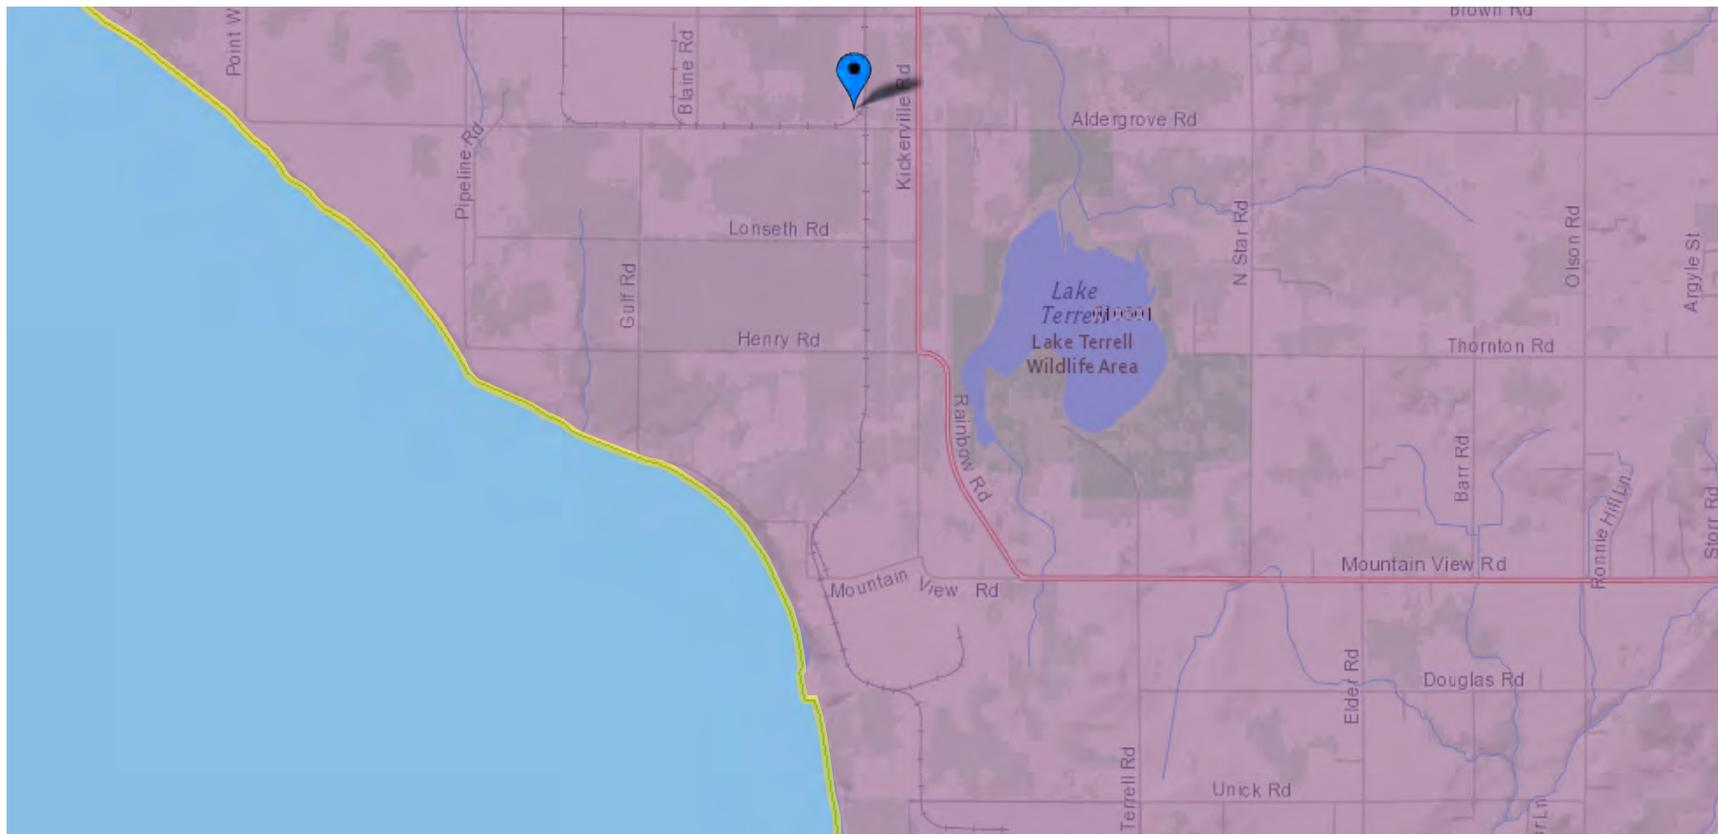 Brown Rd
Point W
Blaine Rd
Kickerville Rd
Aldergrove Rd
Pipeline Rd
Lonseth Rd
N Star Rd
Olson Rd
Argyle St
Gulf Rd
Lake
Terrell
Lake Terrell
Wildlife Area
Henry Rd
Thornton Rd
Rainbow Rd
Barr Rd
Ronnie Hill Ln
Storr Rd
Mountain View Rd
Mountain View Rd
Elder Rd
Douglas Rd
Terrell Rd
Unick Rd